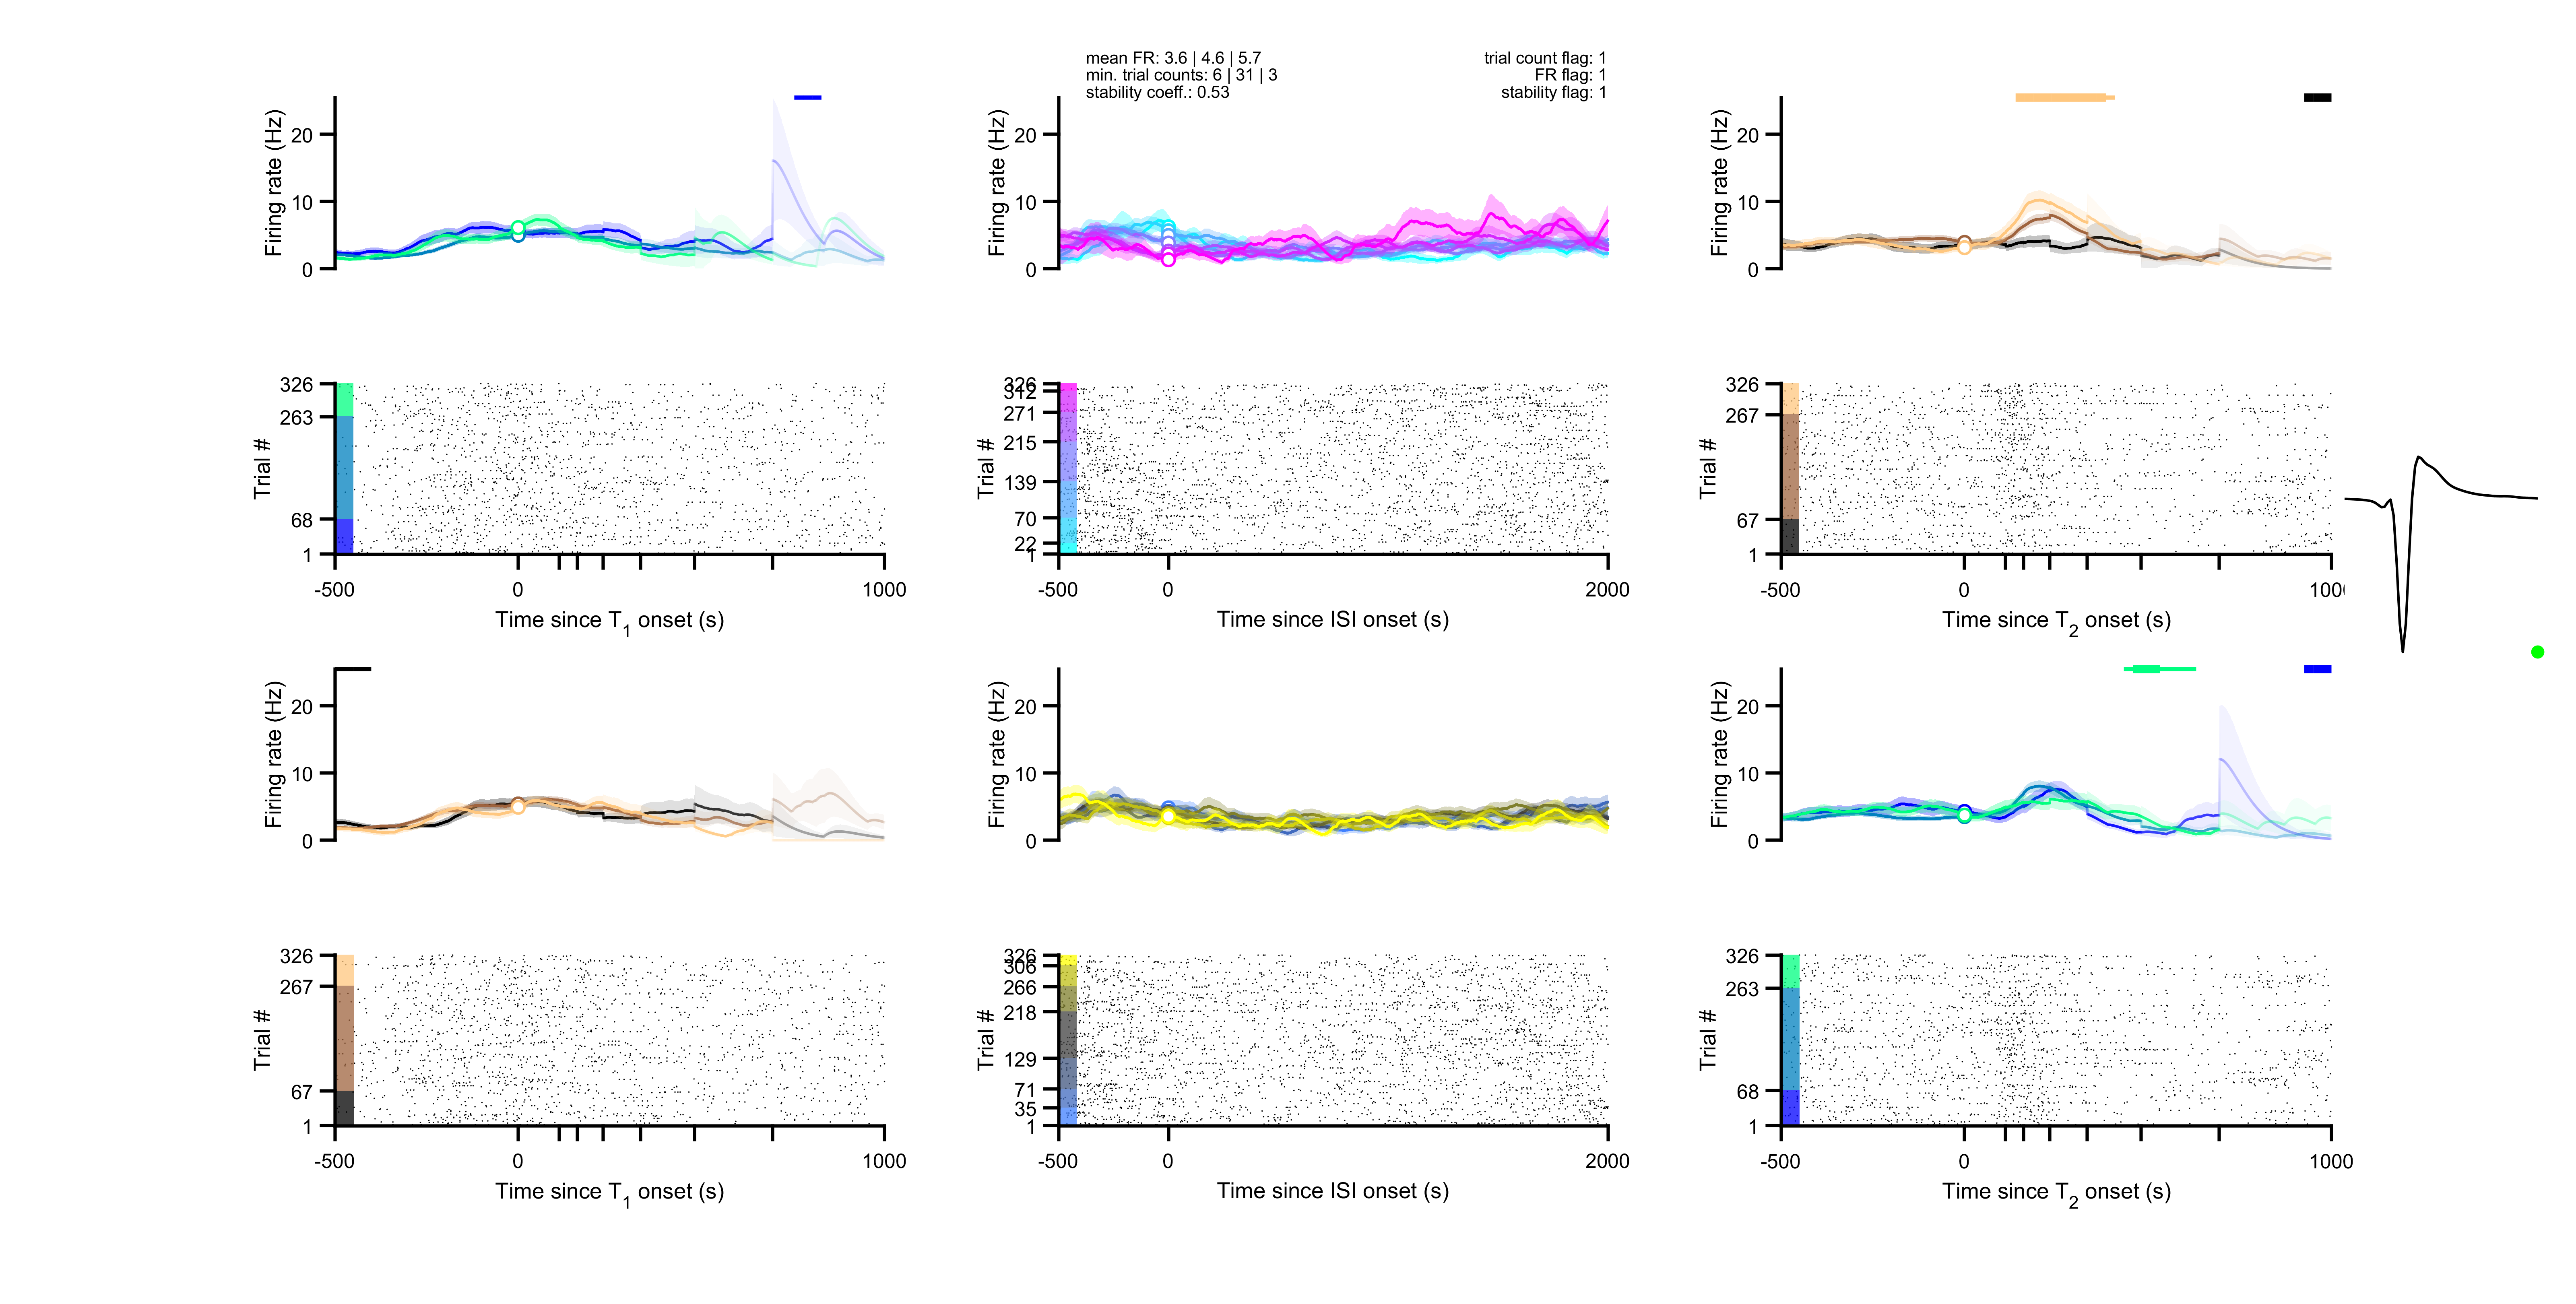 mean FR: 3.6 | 4.6 | 5.7
min. trial counts: 6 | 31 | 3
stability coeff.: 0.53
trial count flag: 1
FR flag: 1
stability flag: 1
Firing rate (Hz)
20
10
0
Firing rate (Hz)
20
10
0
Firing rate (Hz)
20
10
0
Trial #
326
263
68
1
-500
0
1000
Time since T1 onset (s)
Trial #
326
312
271
215
139
70
22
1
-500
0
2000
Time since ISI onset (s)
Trial #
326
267
67
1
-500
0
1000
Time since T2 onset (s)
Firing rate (Hz)
20
10
0
Firing rate (Hz)
20
10
0
Firing rate (Hz)
20
10
0
Trial #
326
267
67
1
-500
0
1000
Time since T1 onset (s)
Trial #
326
306
266
218
129
71
35
1
-500
0
2000
Time since ISI onset (s)
Trial #
326
263
68
1
-500
0
1000
Time since T2 onset (s)